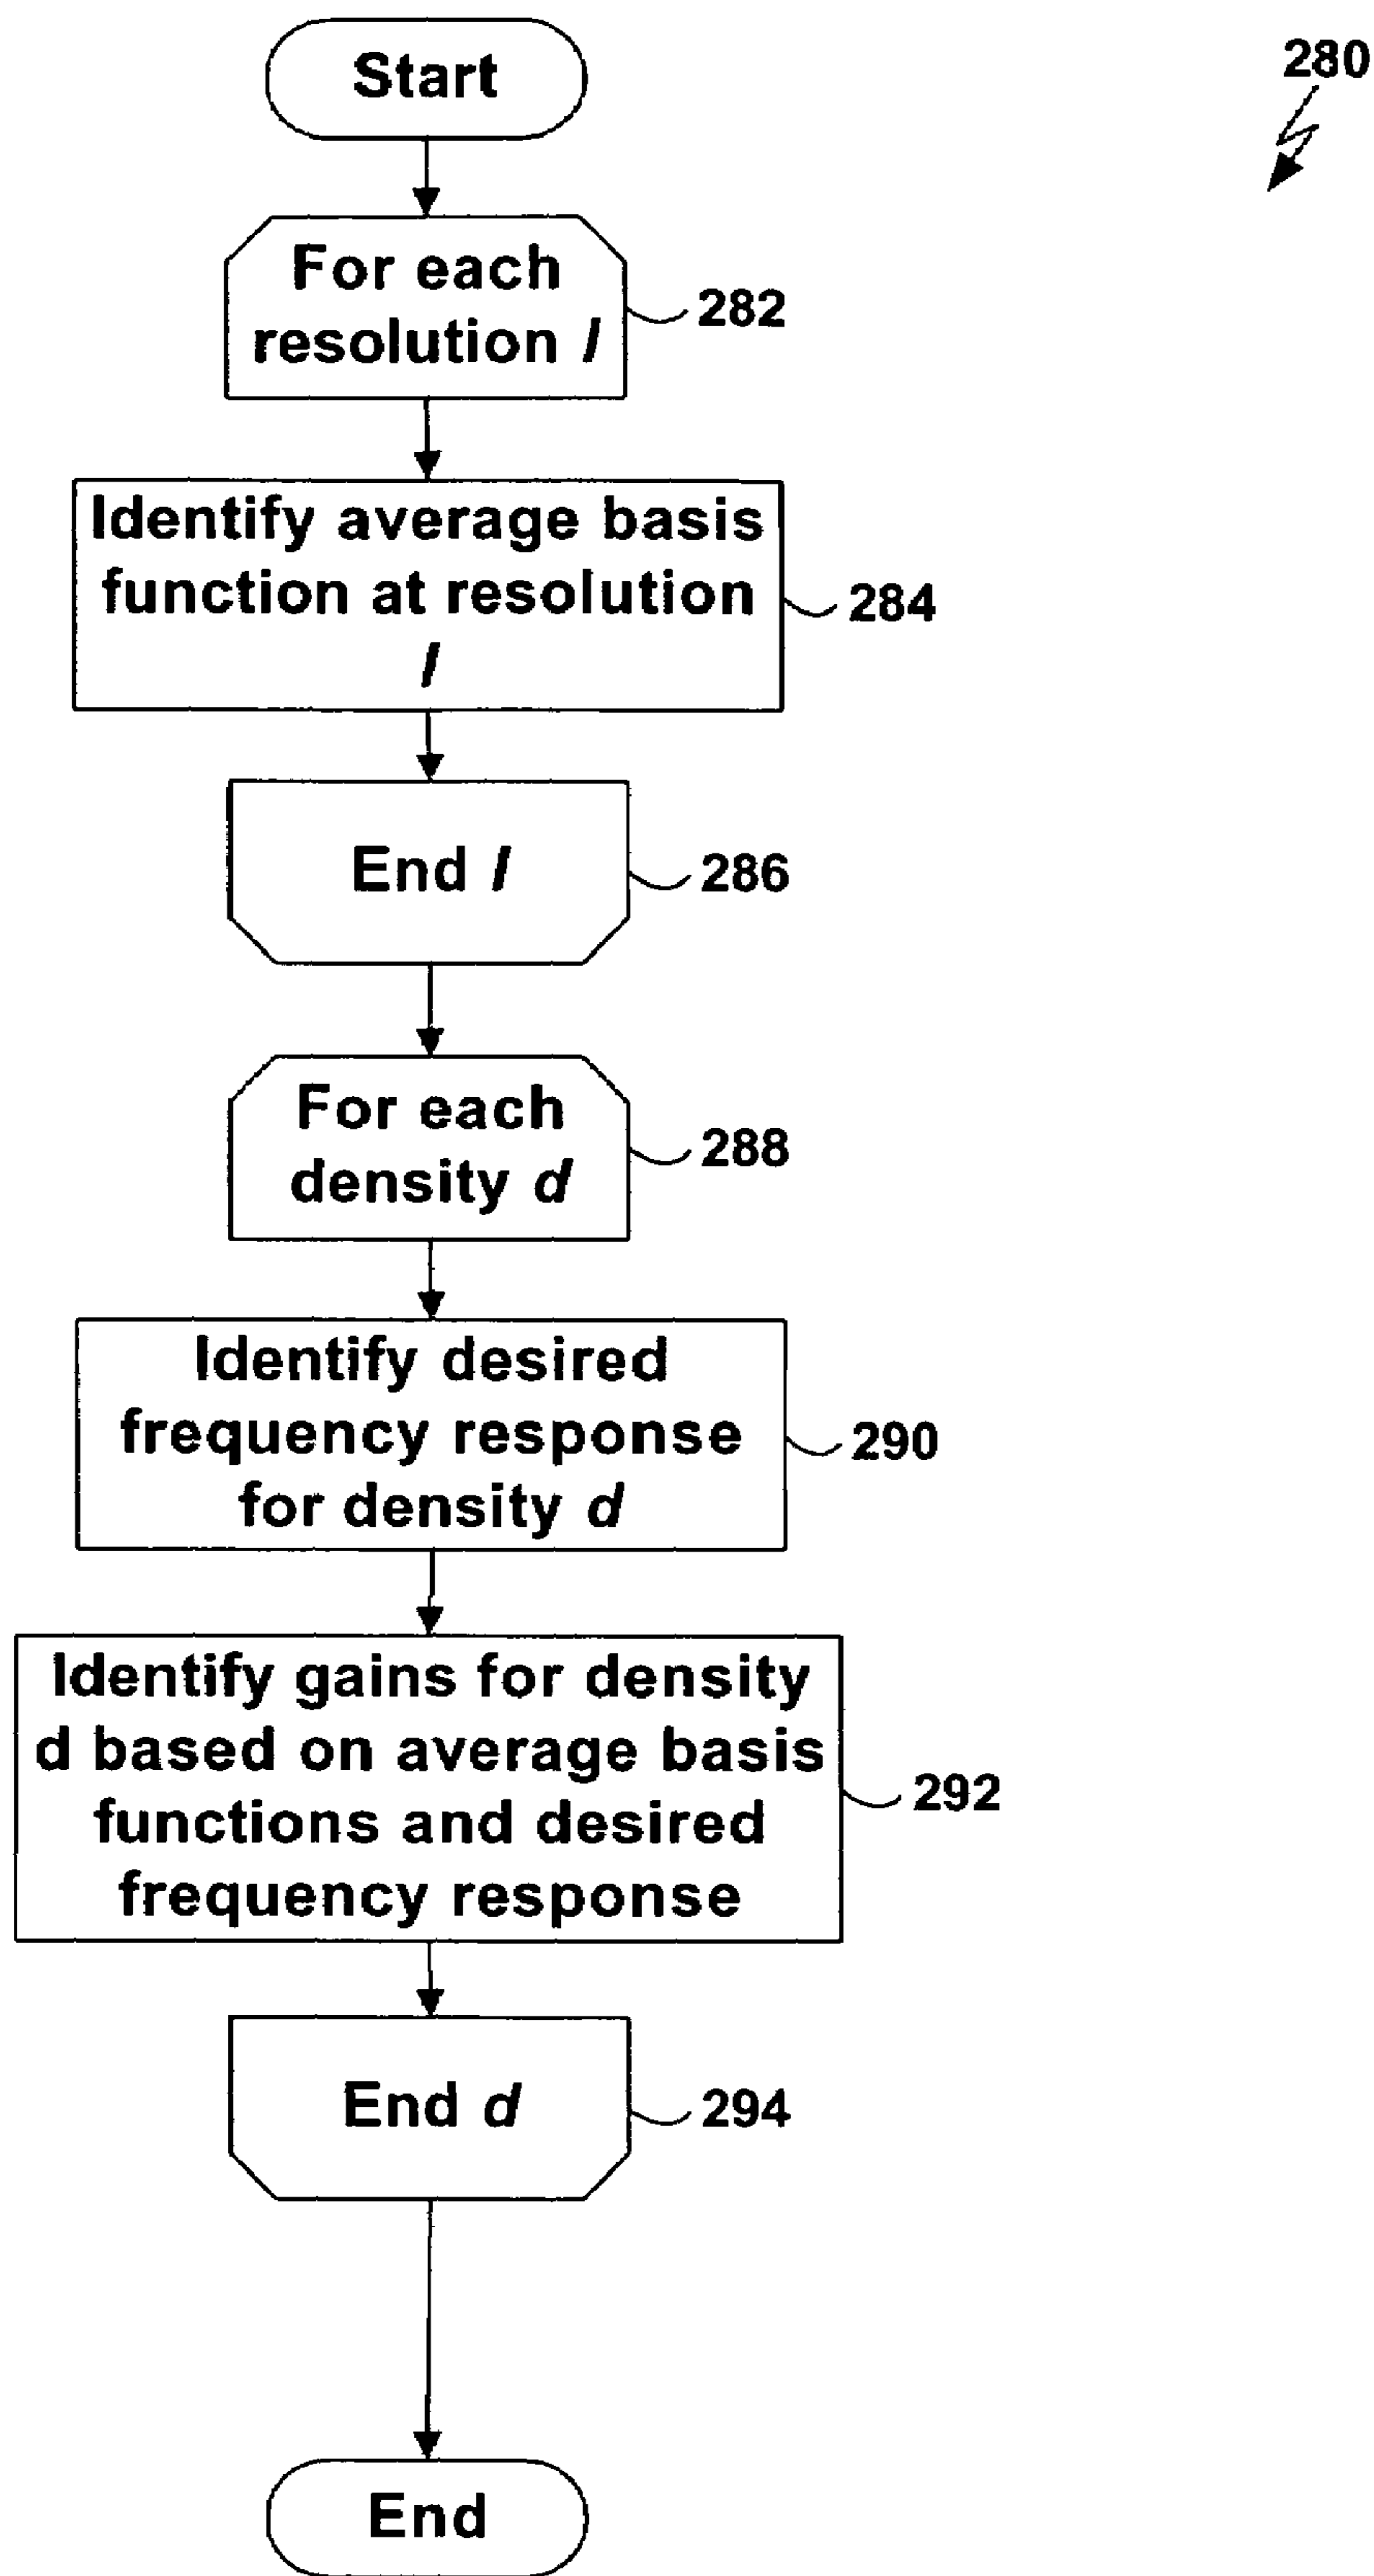 Start
280
For each
resolution l
282
Identify average basis
function at resolution
l
284
End l
286
For each
density d
288
Identify desired
frequency response
for density d
290
Identify gains for density
d based on average basis
functions and desired
frequency response
292
End d
294
End